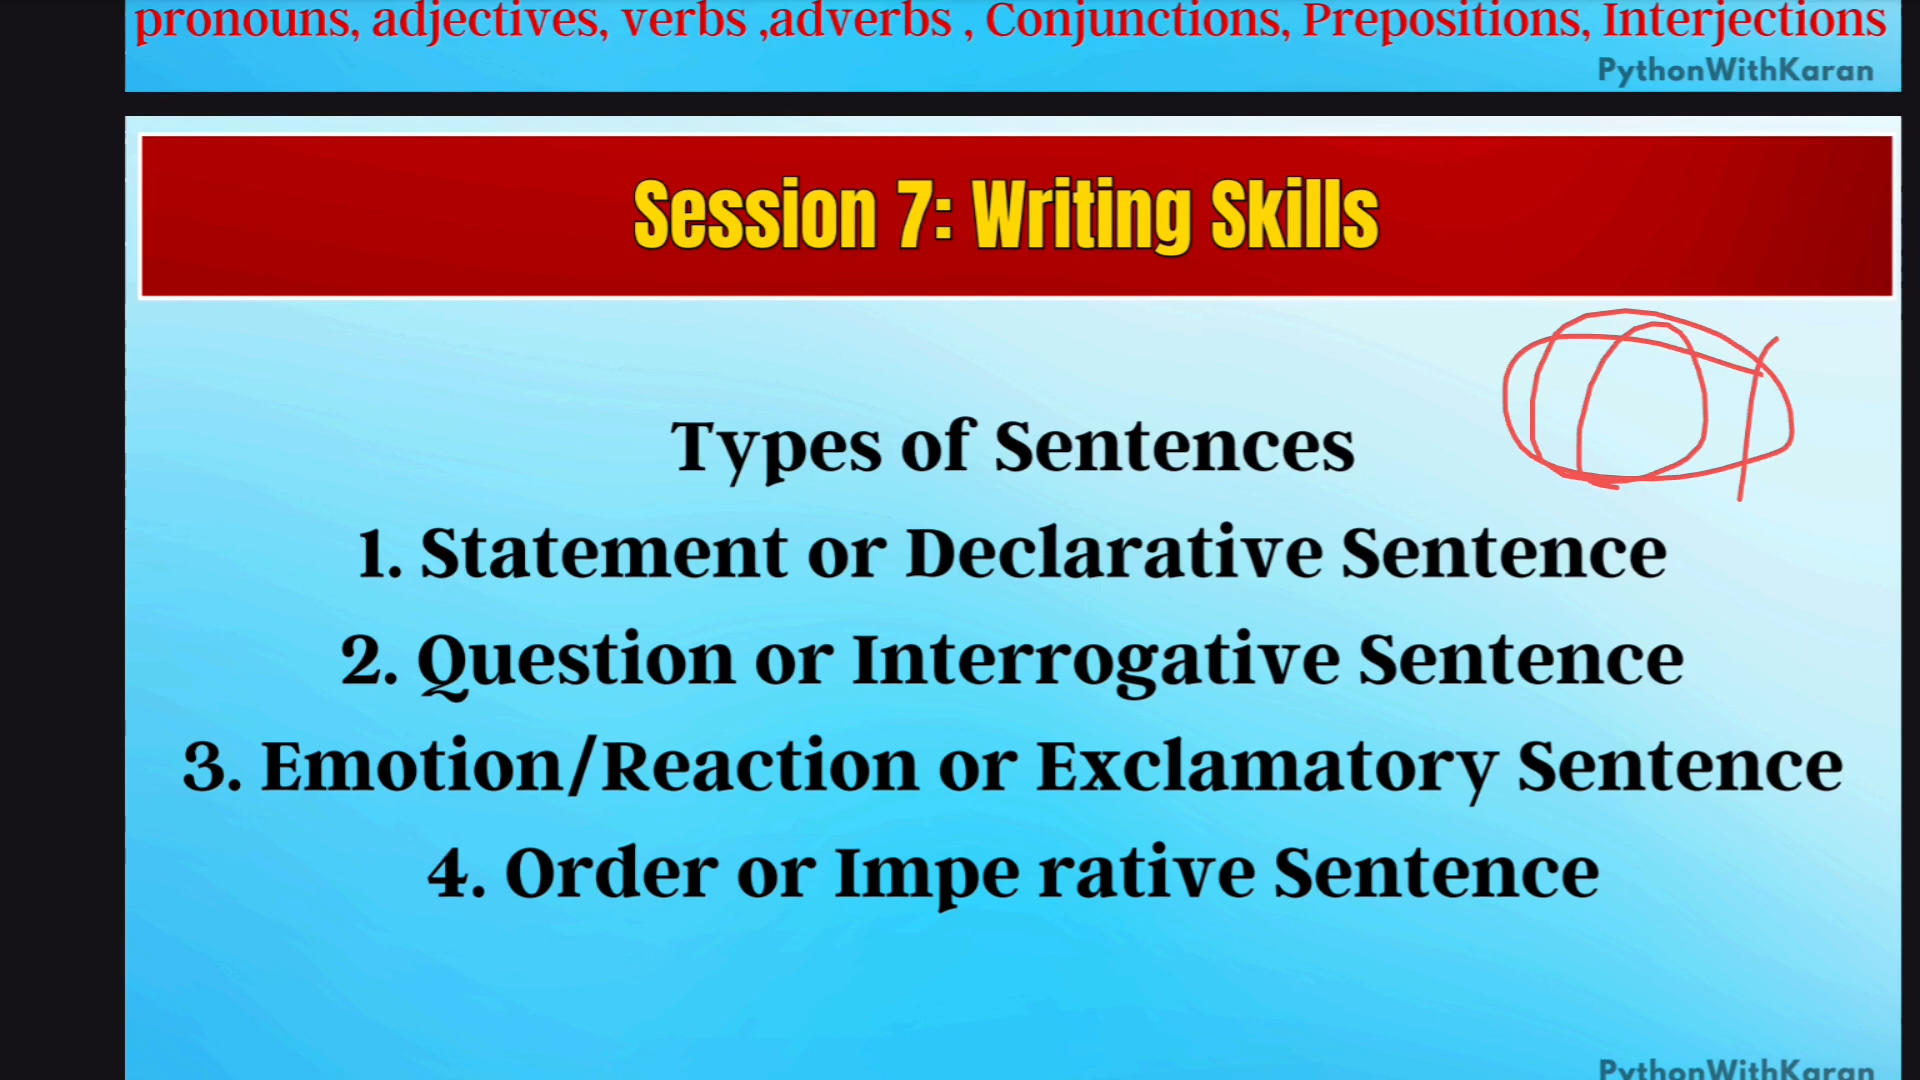 pronouns, adjectives, verbs ,adverbs , Conjunctions, Prepositions, Interjections
PythonWithKaran
Session 7: Writing Skills
Types of Sentences
1. Statement or Declarative Sentence
2. Question or Interrogative Sentence
3. Emotion/Reaction or Exclamatory Sentence
4. Order or Impe rative Sentence
PythonWithKaran